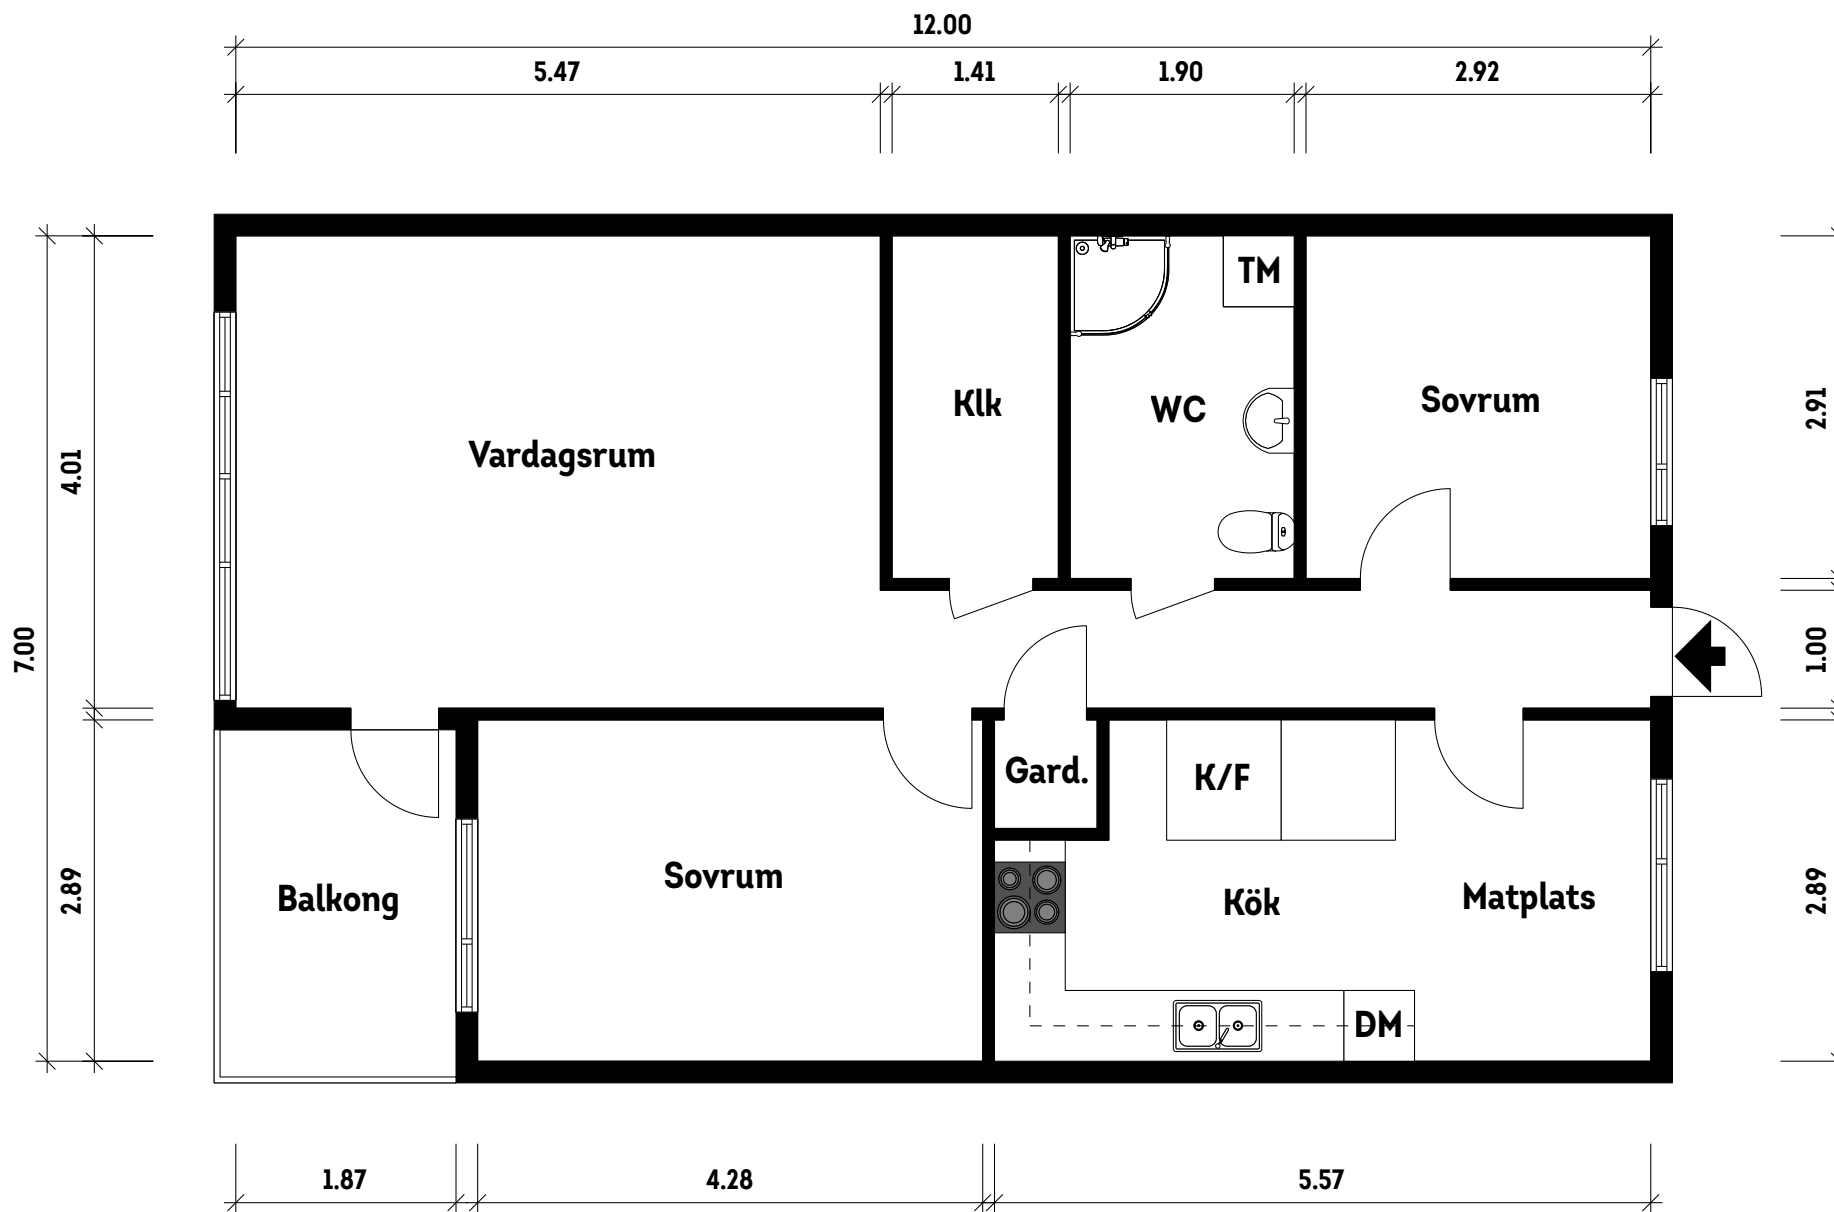 12.00
5.47
1.41
1.90
2.92
TM
Klk
WC
Sovrum
2.91
Vardagsrum
4.01
7.00
1.00
Gard.
K/F
Sovrum
Balkong
Kök
Matplats
2.89
2.89
DM
1.87
4.28
5.57